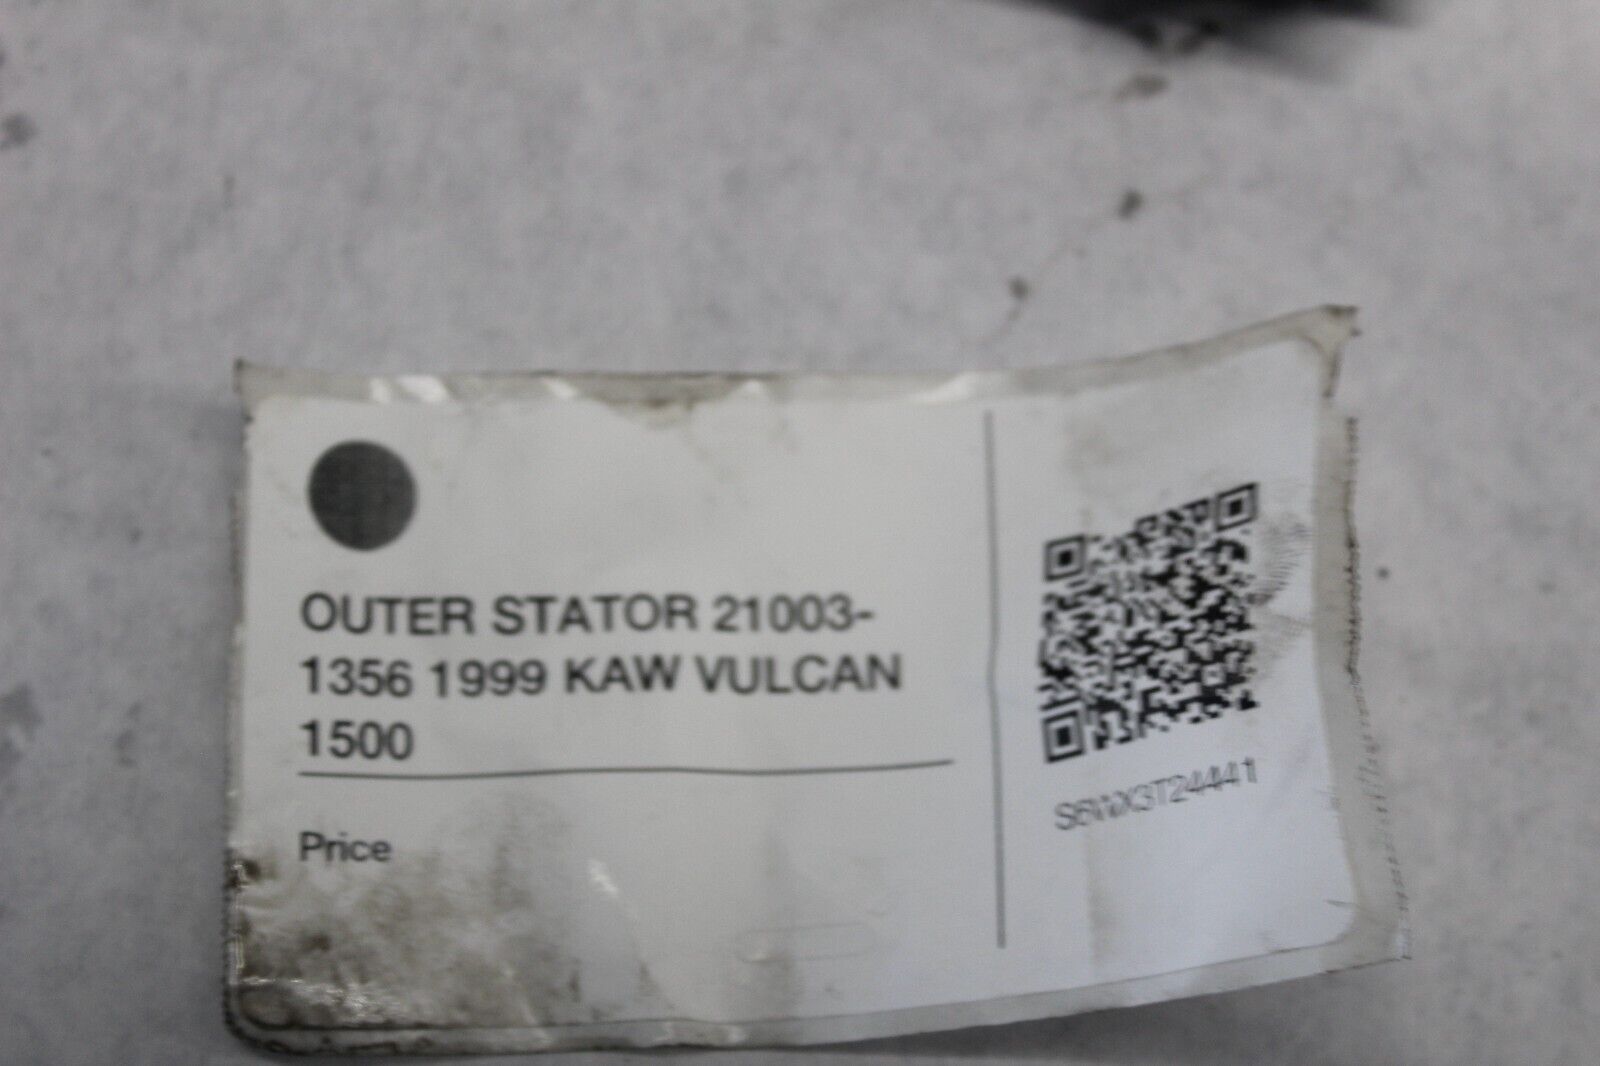 OUTER STATOR 21003-
1356 1999 KAW VULCAN
1500
Price
S6WX3T24441